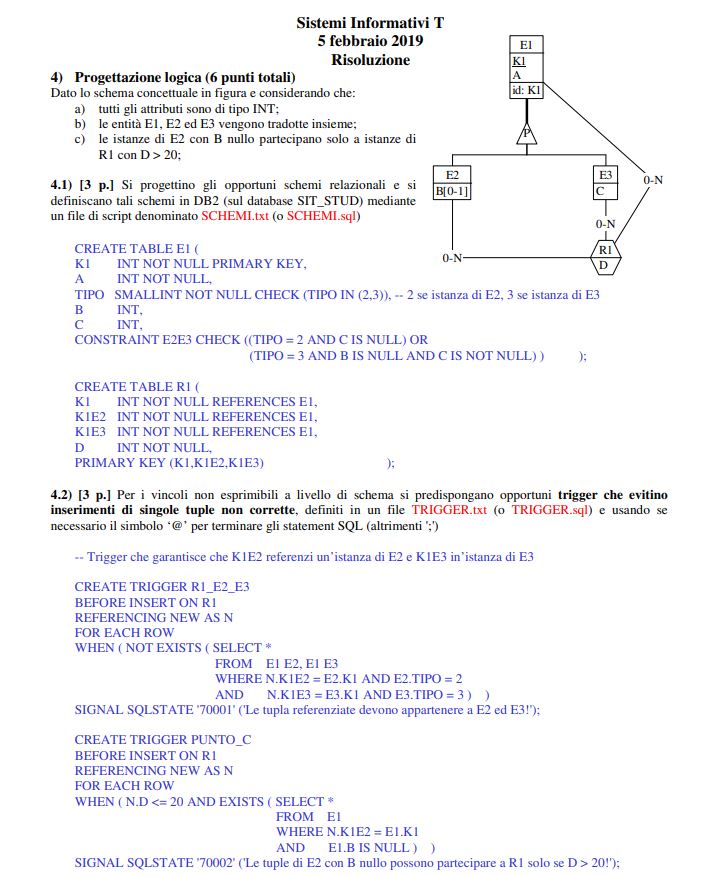 Sistemi Informativi T
5 febbraio 2019
Risoluzione
4) Progettazione logica (6 punti totali)
Dato lo schema concettuale in figura e considerando che:
a) tutti gli attributi sono di tipo INT;
b) le entità E1, E2 ed E3 vengono tradotte insieme;
c) le istanze di E2 con B nullo partecipano solo a istanze di
R1 con D > 20;
E1
K1
A
id: K1
P
E2
B[0-1]
E3
C
0-N
0-N
0-N
R1
D
4.1) [3 p.] Si progettino gli opportuni schemi relazionali e si
definiscano tali schemi in DB2 (sul database SIT_STUD) mediante
un file di script denominato SCHEMI.txt (o SCHEMI.sql)
CREATE TABLE E1 (
K1 INT NOT NULL PRIMARY KEY,
A INT NOT NULL,
TIPO SMALLINT NOT NULL CHECK (TIPO IN (2,3)), -- 2 se istanza di E2, 3 se istanza di E3
B INT,
C INT,
CONSTRAINT E2E3 CHECK ((TIPO = 2 AND C IS NULL) OR
(TIPO = 3 AND B IS NULL AND C IS NOT NULL) ) );
CREATE TABLE R1 (
K1 INT NOT NULL REFERENCES E1,
K1E2 INT NOT NULL REFERENCES E1,
K1E3 INT NOT NULL REFERENCES E1,
D INT NOT NULL,
PRIMARY KEY (K1,K1E2,K1E3) );
4.2) [3 p.] Per i vincoli non esprimibili a livello di schema si predispongano opportuni trigger che evitino
inserimenti di singole tuple non corrette, definiti in un file TRIGGER.txt (o TRIGGER.sql) e usando se
necessario il simbolo ‘@’ per terminare gli statement SQL (altrimenti ';')
-- Trigger che garantisce che K1E2 referenzi un’istanza di E2 e K1E3 in’istanza di E3
CREATE TRIGGER R1_E2_E3
BEFORE INSERT ON R1
REFERENCING NEW AS N
FOR EACH ROW
WHEN ( NOT EXISTS ( SELECT *
FROM E1 E2, E1 E3
WHERE N.K1E2 = E2.K1 AND E2.TIPO = 2
AND N.K1E3 = E3.K1 AND E3.TIPO = 3 ) )
SIGNAL SQLSTATE '70001' ('Le tupla referenziate devono appartenere a E2 ed E3!');
CREATE TRIGGER PUNTO_C
BEFORE INSERT ON R1
REFERENCING NEW AS N
FOR EACH ROW
WHEN ( N.D <= 20 AND EXISTS ( SELECT *
FROM E1
WHERE N.K1E2 = E1.K1
AND E1.B IS NULL ) )
SIGNAL SQLSTATE '70002' ('Le tuple di E2 con B nullo possono partecipare a R1 solo se D > 20!');